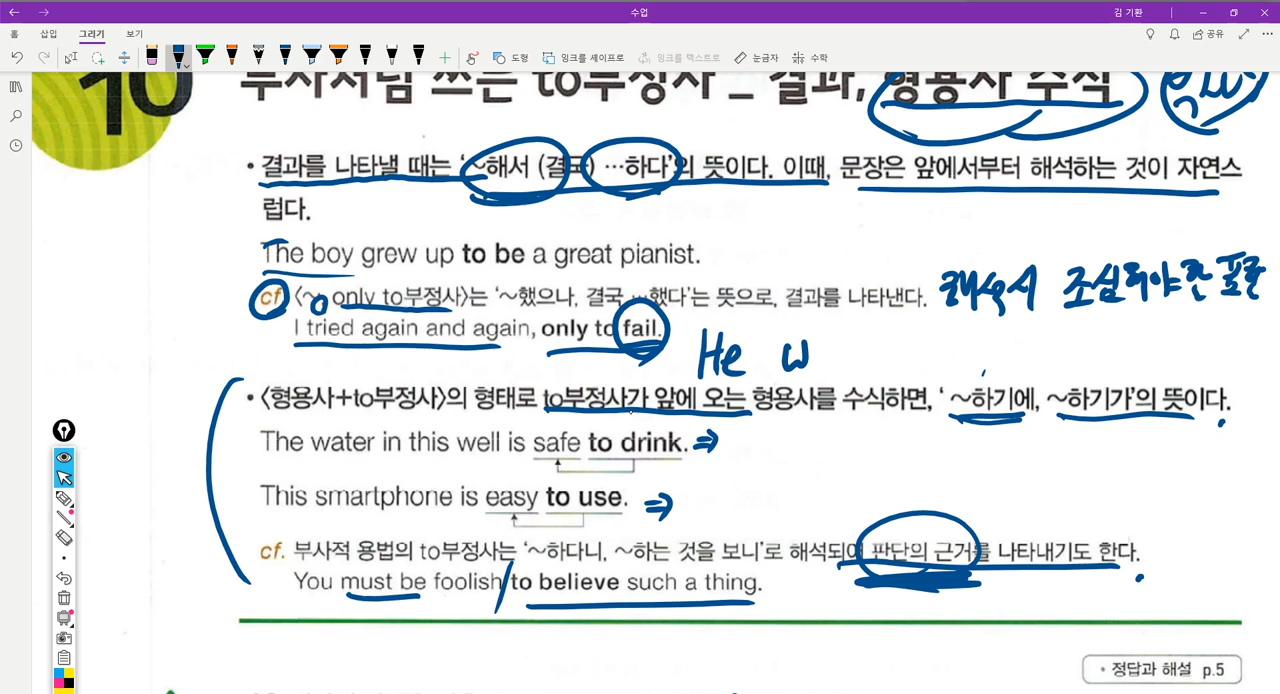 수업
김 기환
홈 삽입 그리기 보기
공유
도형 잉크를 셰이프로 잉크를 텍스트로 눈금자 수학
10 부사처럼 쓰는 to부정사 _ 결과, 형용사 수식
• 결과를 나타낼 때는 ‘~해서 (결국) …하다’의 뜻이다. 이때, 문장은 앞에서부터 해석하는 것이 자연스
럽다.
The boy grew up to be a great pianist.
cf. 〈~, only to부정사〉는 ‘~했으나, 결국 …했다’는 뜻으로, 결과를 나타낸다.
I tried again and again, only to fail.
해석시 조심해야 할 표현
He w
• 〈형용사+to부정사〉의 형태로 to부정사가 앞에 오는 형용사를 수식하면, ‘~하기에, ~하기가’의 뜻이다.
The water in this well is safe to drink. ⇒
This smartphone is easy to use. ⇒
cf. 부사적 용법의 to부정사는 ‘~하다니, ~하는 것을 보니’로 해석되어 판단의 근거를 나타내기도 한다.
You must be foolish / to believe such a thing.
• 정답과 해설 p.5